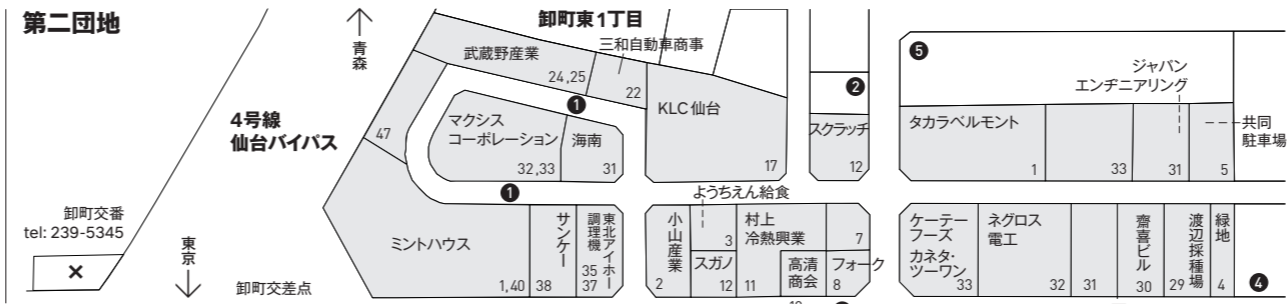 第二団地
青森
4号線
仙台バイパス
卸町交番
tel: 239-5345
東京
卸町交差点
卸町東1丁目
武蔵野産業
24,25
三和自動車商事
22
47
1
マクシス
コーポレーション
32,33
海南
31
KLC仙台
17
2
スクラッチ
12
5
ジャパン
エンヂニアリング
タカラベルモント
1
33
31
5
共同
駐車場
1
ミントハウス
1,40
サンケー
38
東北アイホー
調理機
35
37
小山産業
2
ようちえん給食
3
スガノ
12
村上
冷熱興業
11
7
高清
商会
フォーク
8
ケーテー
フーズ
カネタ・
ツーワン
33
ネグロス
電工
32
31
齋喜ビル
30
渡辺採種場
29
緑地
4
4